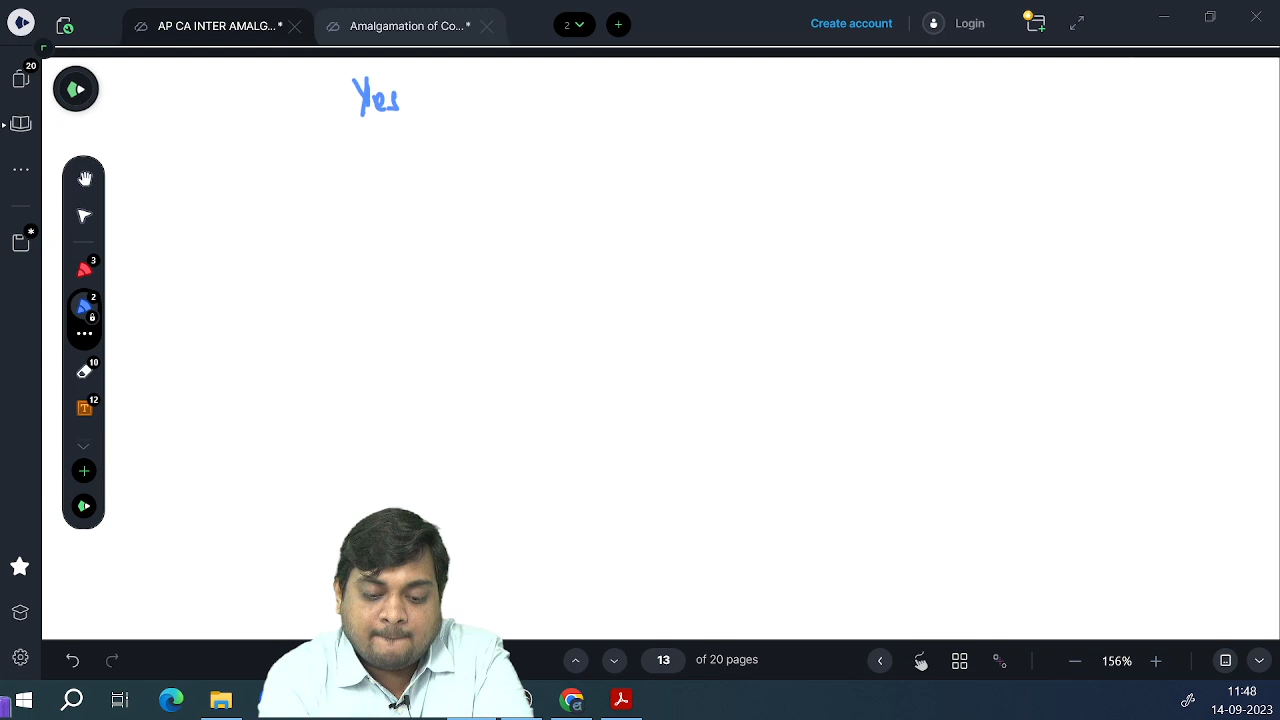 AP CA INTER AMALG...*
Amalgamation of Co... *
2
Create account
Login
20
Yes
3
2
10
T
12
13
of 20 pages
156%
11:48
14-09-2023